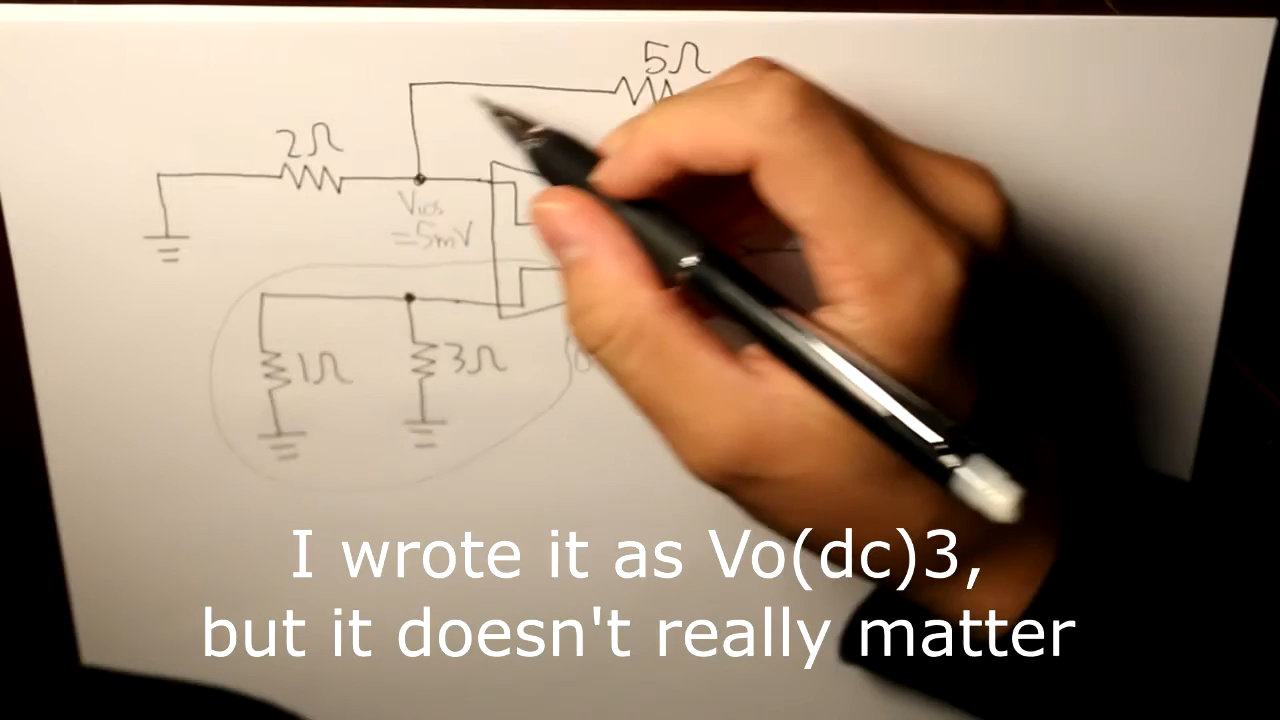 5Ω
2Ω
Vios
=5mV
1Ω
3Ω
I wrote it as Vo(dc)3,
but it doesn't really matter